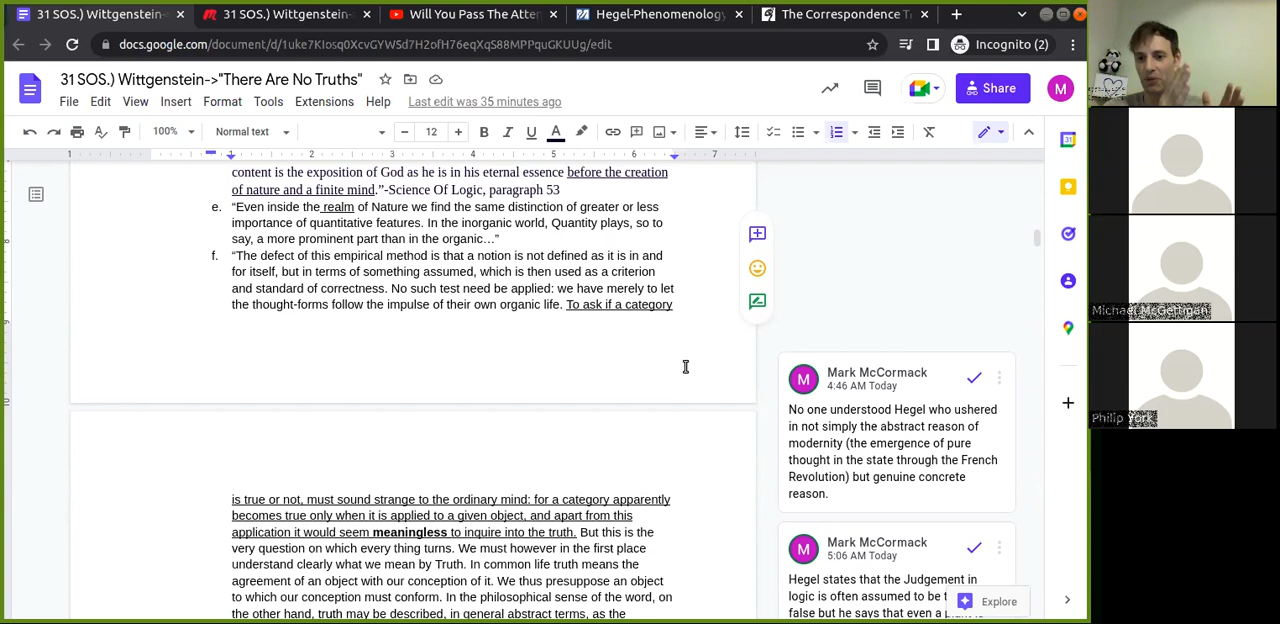 31 SOS.) Wittgenstein-
31 SOS.) Wittgenstein-
Will You Pass The Atter
Hegel-Phenomenology
The Correspondence T
docs.google.com/document/d/1uke7KIosq0XcvGYW5d7H2ofH76eqXqS88MPPquGKUUg/edit
Incognito (2)
31 SOS.) Wittgenstein->"There Are No Truths"
File Edit View Insert Format Tools Extensions Help Last edit was 35 minutes ago
Share
M
100% Normal text 12 B I U A
31
1 1 2 3 4 5 6 7
content is the exposition of God as he is in his eternal essence before the creation
of nature and a finite mind.”-Science Of Logic, paragraph 53
e. “Even inside the realm of Nature we find the same distinction of greater or less
importance of quantitative features. In the inorganic world, Quantity plays, so to
say, a more prominent part than in the organic…”
f. “The defect of this empirical method is that a notion is not defined as it is in and
for itself, but in terms of something assumed, which is then used as a criterion
and standard of correctness. No such test need be applied: we have merely to let
the thought-forms follow the impulse of their own organic life. To ask if a category
is true or not, must sound strange to the ordinary mind: for a category apparently
becomes true only when it is applied to a given object, and apart from this
application it would seem meaningless to inquire into the truth. But this is the
very question on which every thing turns. We must however in the first place
understand clearly what we mean by Truth. In common life truth means the
agreement of an object with our conception of it. We thus presuppose an object
to which our conception must conform. In the philosophical sense of the word, on
the other hand, truth may be described, in general abstract terms, as the
M
Mark McCormack
4:46 AM Today
No one understood Hegel who ushered
in not simply the abstract reason of
modernity (the emergence of pure
thought in the state through the French
Revolution) but genuine concrete
reason.
M
Mark McCormack
5:06 AM Today
Hegel states that the Judgement in
logic is often assumed to be
false but he says that even a
Explore
Michael McGettigan
Philip York